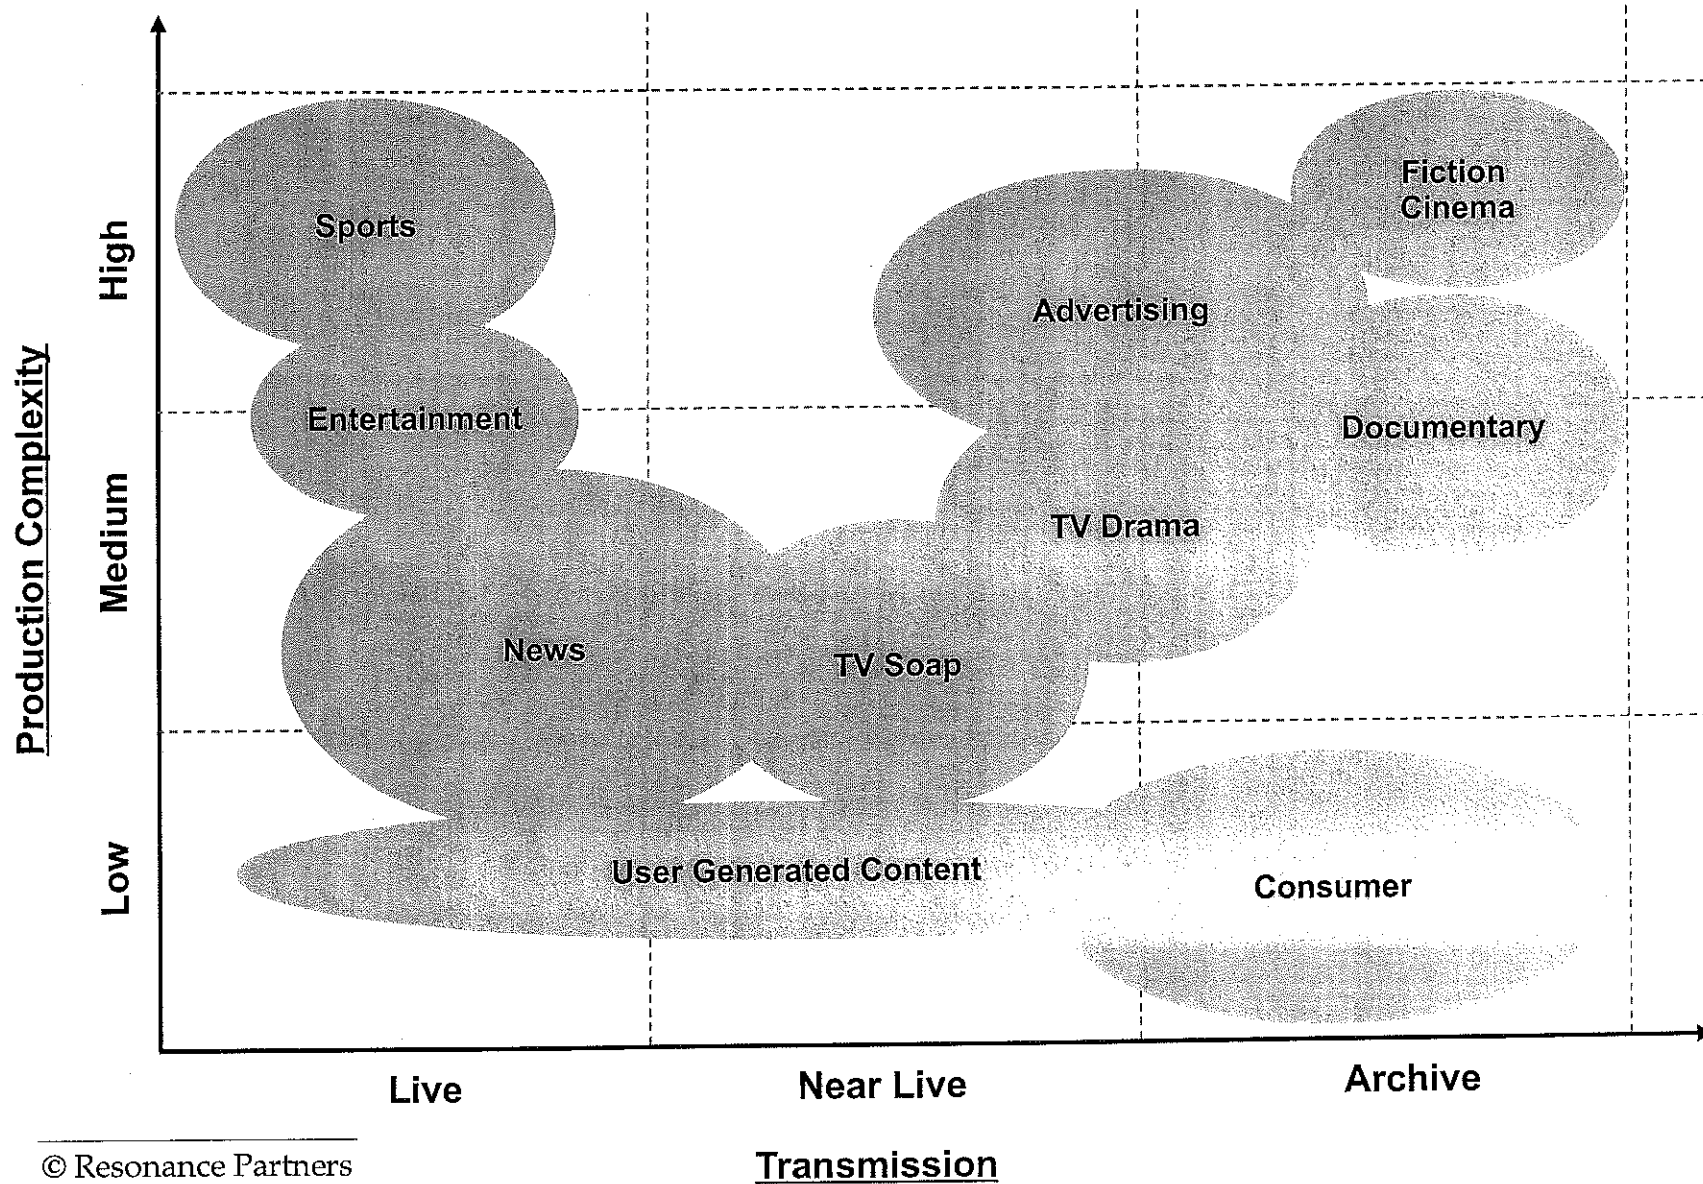 Production Complexity
High
Medium
Low
Sports
Entertainment
News
TV Soap
TV Drama
Advertising
Fiction
Cinema
Documentary
User Generated Content
Consumer
Live
Near Live
Archive
Transmission
© Resonance Partners